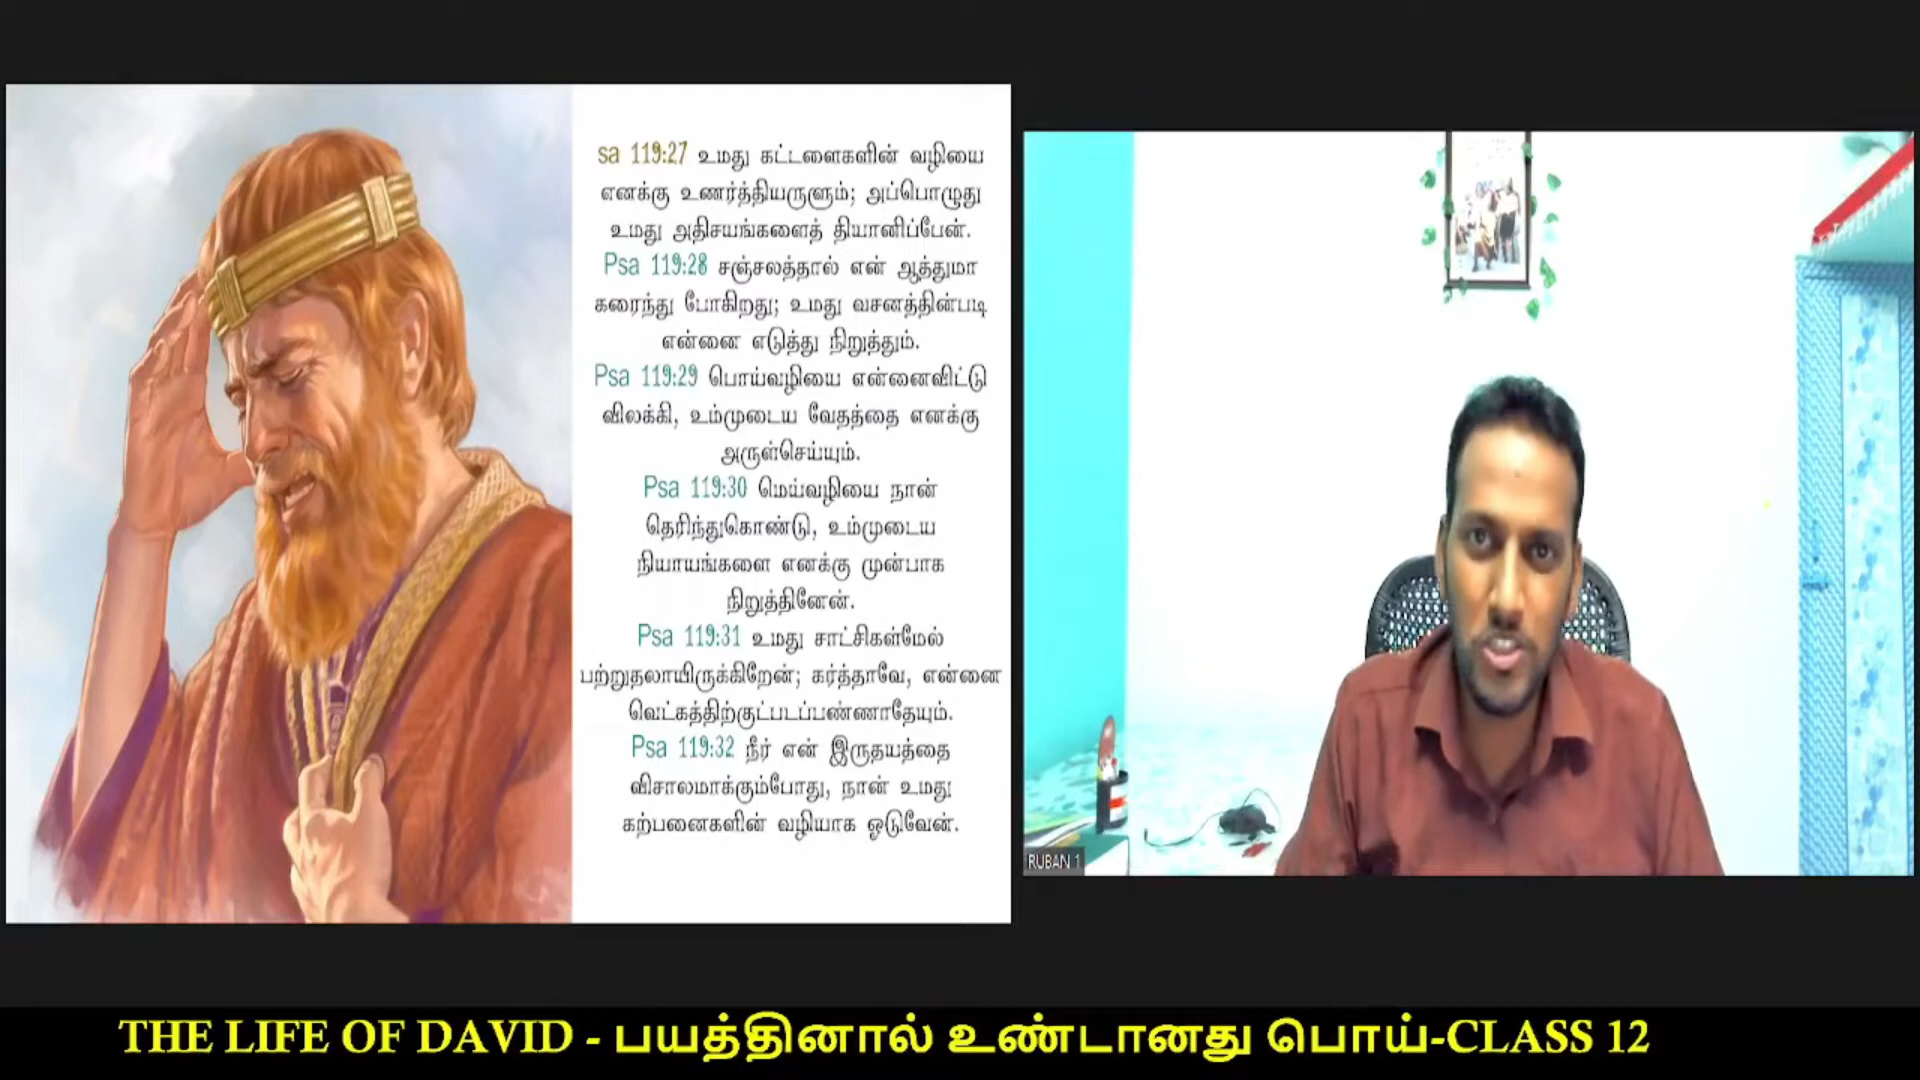 sa 119:27 உமது கட்டளைகளின் வழியை
எனக்கு உணர்த்தியருளும்; அப்பொழுது
உமது அதிசயங்களைத் தியானிப்பேன்.
Psa 119:28 சஞ்சலத்தால் என் ஆத்துமா
கரைந்து போகிறது; உமது வசனத்தின்படி
என்னை எடுத்து நிறுத்தும்.
Psa 119:29 பொய்வழியை என்னைவிட்டு
விலக்கி, உம்முடைய வேதத்தை எனக்கு
அருள்செய்யும்.
Psa 119:30 மெய்வழியை நான்
தெரிந்துகொண்டு, உம்முடைய
நியாயங்களை எனக்கு முன்பாக
நிறுத்தினேன்.
Psa 119:31 உமது சாட்சிகள்மேல்
பற்றுதலாயிருக்கிறேன்; கர்த்தாவே, என்னை
வெட்கத்திற்குட்படப்பண்ணாதேயும்.
Psa 119:32 நீர் என் இருதயத்தை
விசாலமாக்கும்போது, நான் உமது
கற்பனைகளின் வழியாக ஓடுவேன்.
RUBAN 1
THE LIFE OF DAVID - பயத்தினால் உண்டானது பொய்-CLASS 12